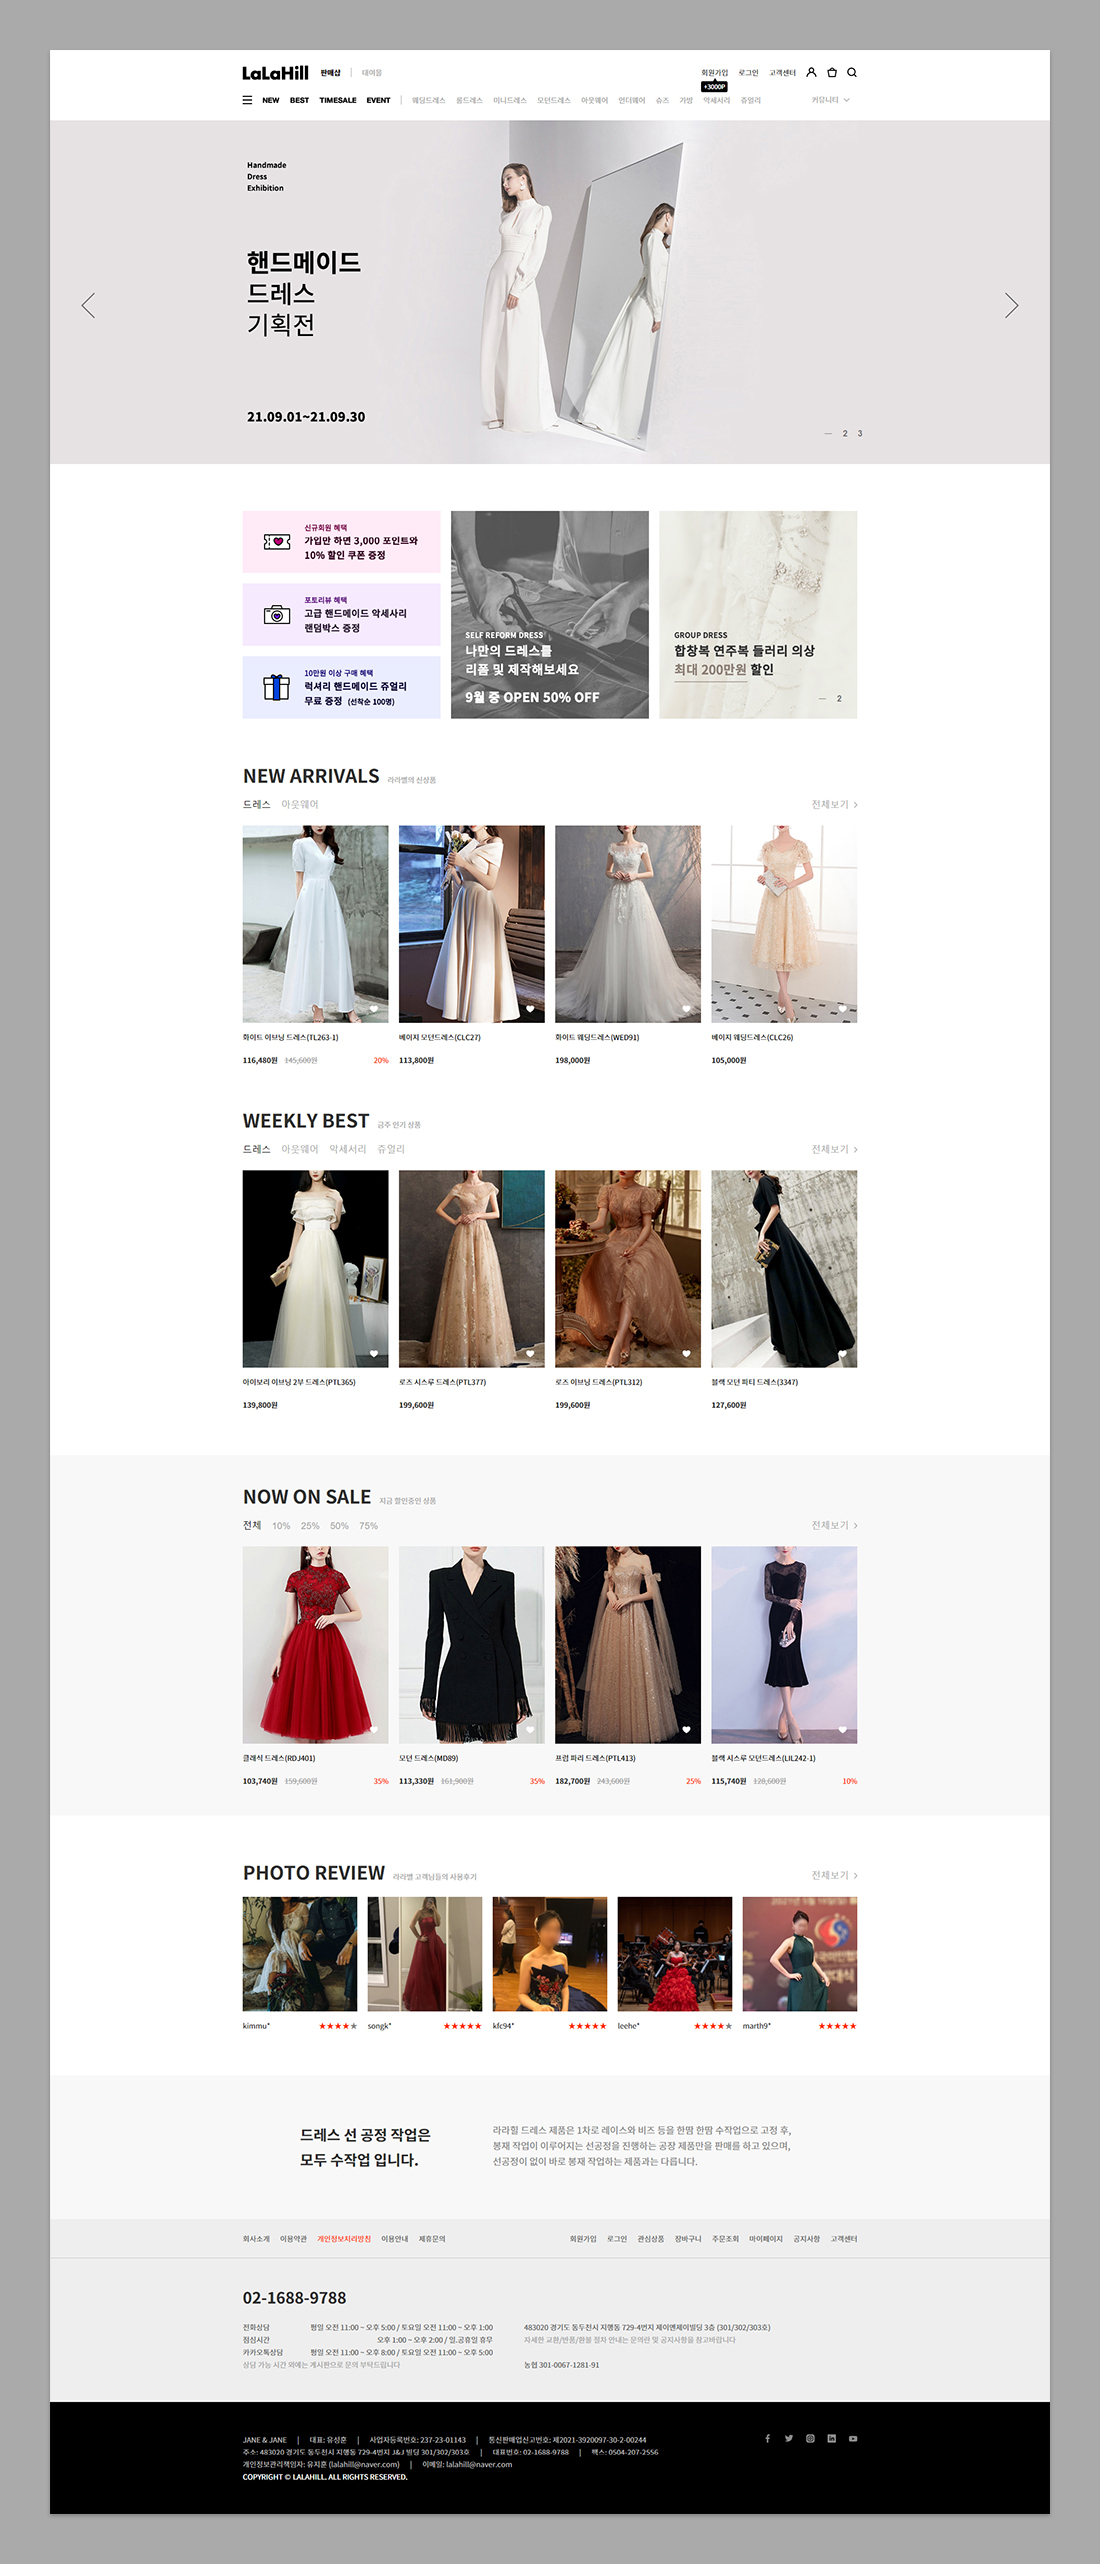 LaLaHill 판매샵 | 대여몰
회원가입 로그인 고객센터
+3000P
NEW BEST TIMESALE EVENT | 웨딩드레스 롱드레스 미니드레스 모던드레스 아웃웨어 언더웨어 슈즈 가방 악세서리 쥬얼리 커뮤니티
Handmade
Dress
Exhibition
핸드메이드
드레스
기획전
21.09.01~21.09.30
2 3
신규회원 혜택
가입만 하면 3,000 포인트와
10% 할인 쿠폰 증정
포토리뷰 혜택
고급 핸드메이드 악세사리
랜덤박스 증정
10만원 이상 구매 혜택
럭셔리 핸드메이드 쥬얼리
무료 증정 (선착순 100명)
SELF REFORM DRESS
나만의 드레스를
리폼 및 제작해보세요
9월 중 OPEN 50% OFF
GROUP DRESS
합창복 연주복 들러리 의상
최대 200만원 할인
2
NEW ARRIVALS 라라벨의 신상품
드레스 아웃웨어 전체보기
화이트 이브닝 드레스(TL263-1) 베이지 모던드레스(CLC27) 화이트 웨딩드레스(WED91) 베이지 웨딩드레스(CLC26)
116,480원 145,600원 20% 113,800원 198,000원 105,000원
WEEKLY BEST 금주 인기 상품
드레스 아웃웨어 악세서리 쥬얼리 전체보기
아이보리 이브닝 2부 드레스(PTL365) 로즈 시스루 드레스(PTL377) 로즈 이브닝 드레스(PTL312) 블랙 모던 파티 드레스(3347)
139,800원 199,600원 199,600원 127,600원
NOW ON SALE 지금 할인중인 상품
전체 10% 25% 50% 75% 전체보기
클래식 드레스(RDJ401) 모던 드레스(MD89) 프럼 파리 드레스(PTL413) 블랙 시스루 모던드레스(LIL242-1)
103,740원 159,600원 35% 113,330원 161,900원 35% 182,700원 243,600원 25% 115,740원 128,600원 10%
PHOTO REVIEW 라라벨 고객님들의 사용후기 전체보기
kimmu* ★★★★★ songk* ★★★★★ kfc94* ★★★★★ leehe* ★★★★★ marth9* ★★★★★
드레스 선 공정 작업은
모두 수작업 입니다.
라라힐 드레스 제품은 1차로 레이스와 비즈 등을 한땀 한땀 수작업으로 고정 후,
봉재 작업이 이루어지는 선공정을 진행하는 공장 제품만을 판매를 하고 있으며,
선공정이 없이 바로 봉재 작업하는 제품과는 다릅니다.
회사소개 이용약관 개인정보처리방침 이용안내 제휴문의 회원가입 로그인 관심상품 장바구니 주문조회 마이페이지 공지사항 고객센터
02-1688-9788
전화상담 평일 오전 11:00 ~ 오후 5:00 / 토요일 오전 11:00 ~ 오후 1:00
점심시간 오후 1:00 ~ 오후 2:00 / 일,공휴일 휴무
카카오톡상담 평일 오전 11:00 ~ 오후 8:00 / 토요일 오전 11:00 ~ 오후 5:00
상담 가능 시간 외에는 게시판으로 문의 부탁드립니다
483020 경기도 동두천시 지행동 729-4번지 제이앤제이빌딩 3층 (301/302/303호)
자세한 교환/반품/환불 절차 안내는 문의란 및 공지사항을 참고바랍니다
농협 301-0067-1281-91
JANE & JANE | 대표: 유성훈 | 사업자등록번호: 237-23-01143 | 통신판매업신고번호: 제2021-3920097-30-2-00244
주소: 483020 경기도 동두천시 지행동 729-4번지 J&J 빌딩 301/302/303호 | 대표번호: 02-1688-9788 | 팩스: 0504-207-2556
개인정보관리책임자: 유지훈 (lalahill@naver.com) | 이메일: lalahill@naver.com
COPYRIGHT © LALAHILL. ALL RIGHTS RESERVED.